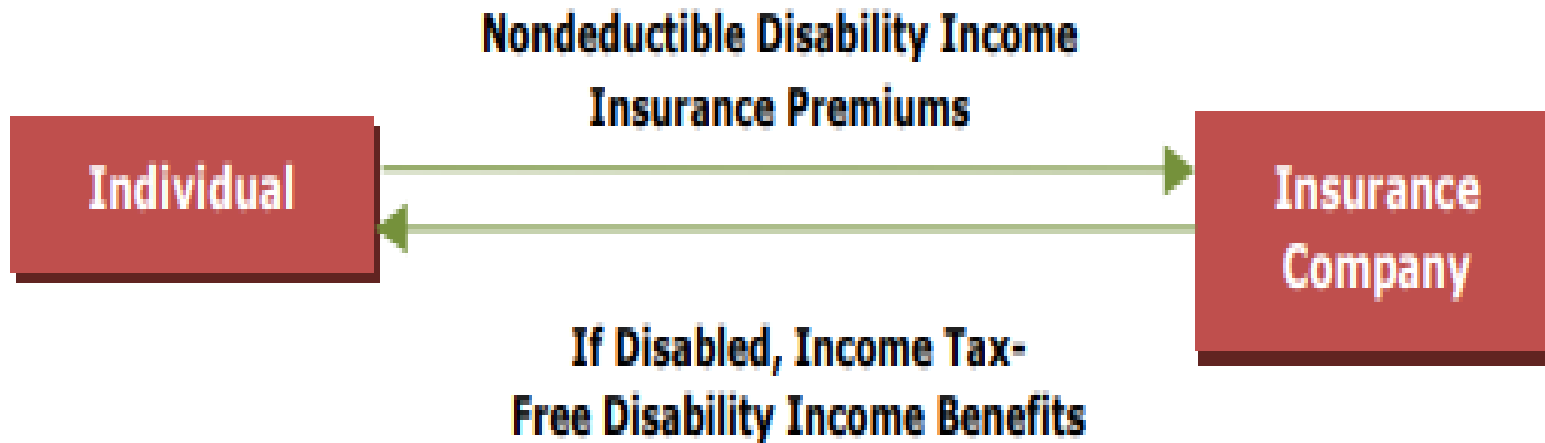 Nondeductible Disability Income
Insurance Premiums
Individual
Insurance
Company
If Disabled, Income Tax-
Free Disability Income Benefits